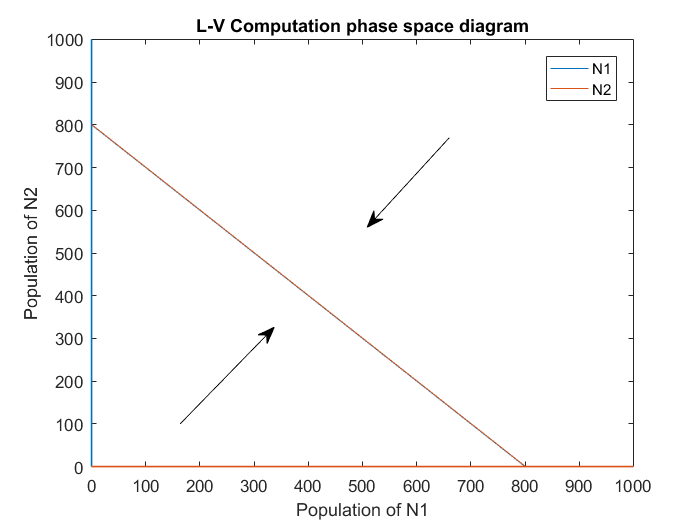 L-V Computation phase space diagram
N1
N2
Population of N2
1000
900
800
700
600
500
400
300
200
100
0
0 100 200 300 400 500 600 700 800 900 1000
Population of N1